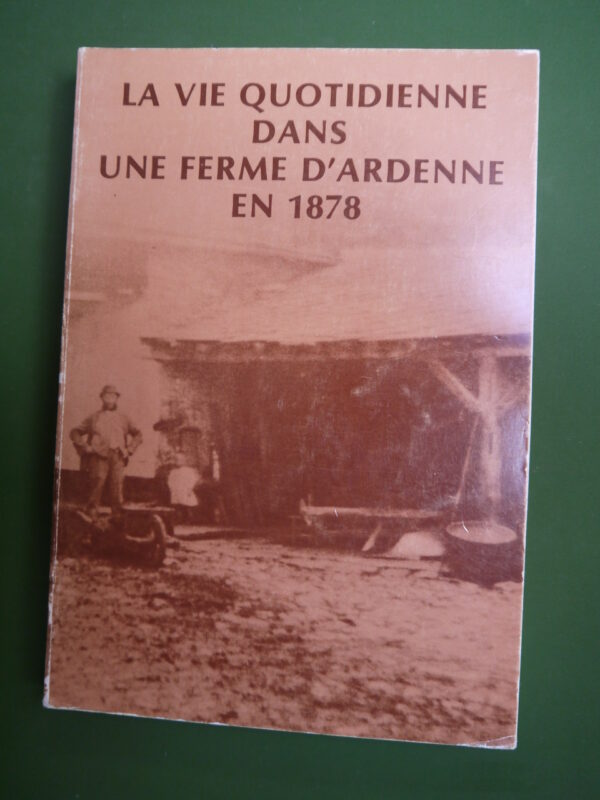 LA VIE QUOTIDIENNE
DANS
UNE FERME D'ARDENNE
EN 1878